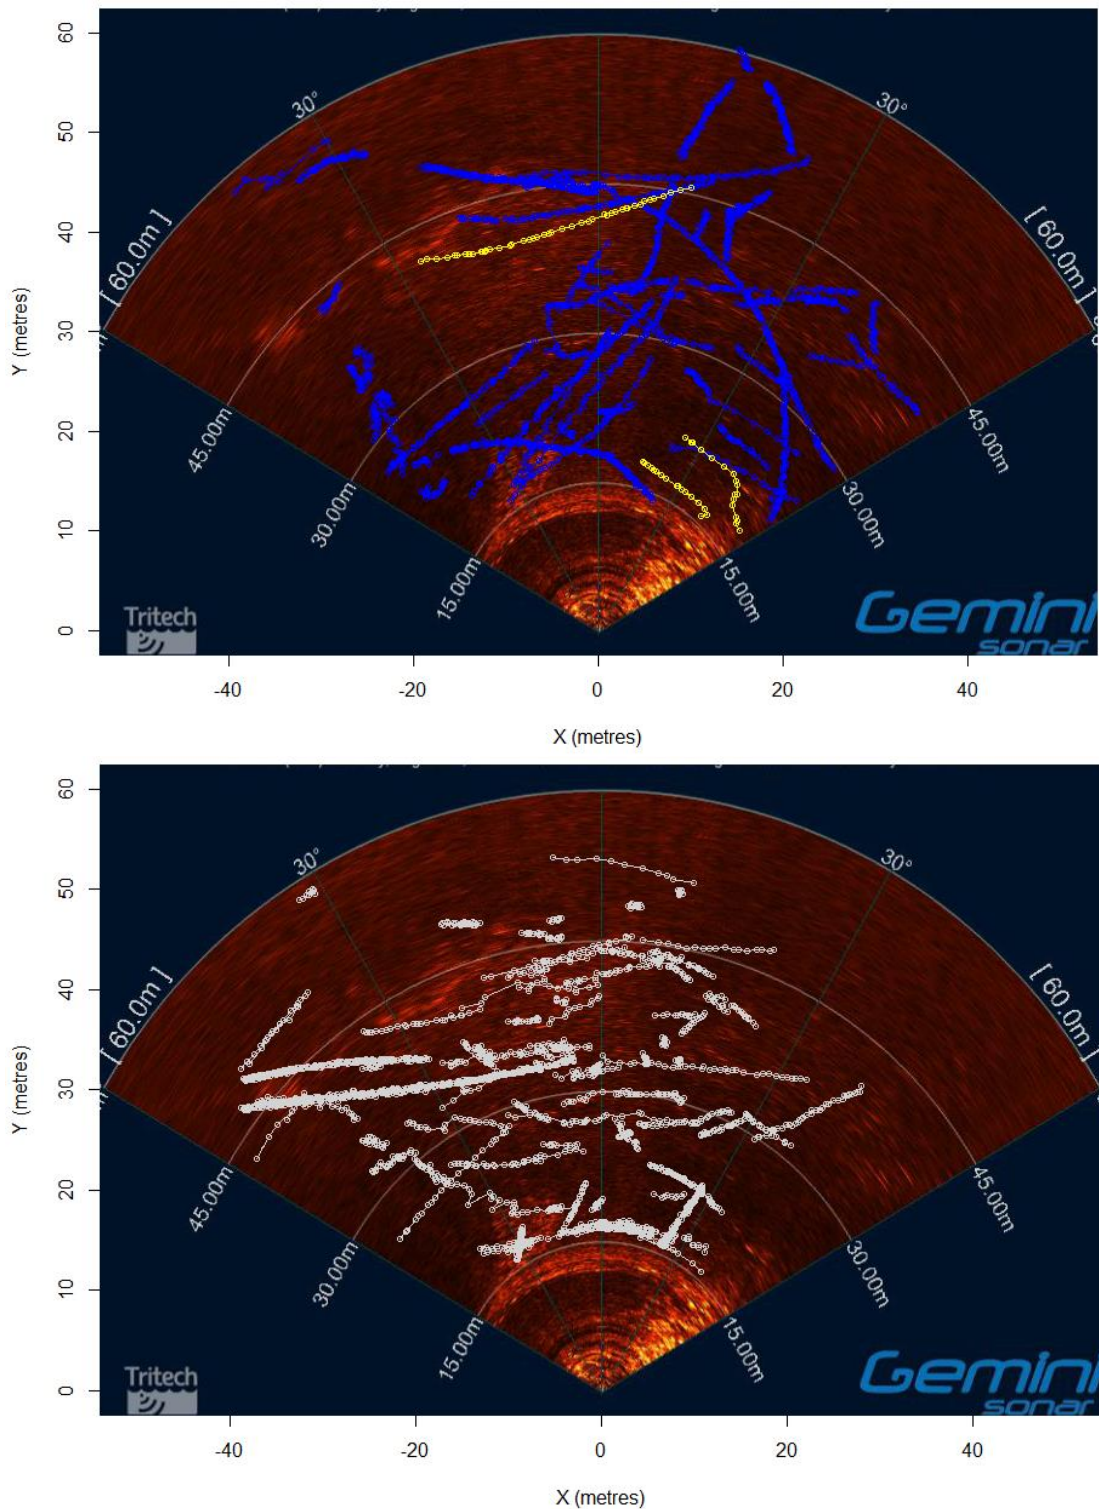 60
50
40
30
20
10
0
Y (metres)
30°
30°
[ 60.0m ]
[ 60.0m ]
45.00m
45.00m
30.00m
30.00m
15.00m
15.00m
Tritech
Gemini
sonar
-40
-20
0
20
40
X (metres)
60
50
40
30
20
10
0
Y (metres)
30°
30°
[ 60.0m ]
[ 60.0m ]
45.00m
45.00m
30.00m
30.00m
15.00m
15.00m
Tritech
Gemini
sonar
-40
-20
0
20
40
X (metres)